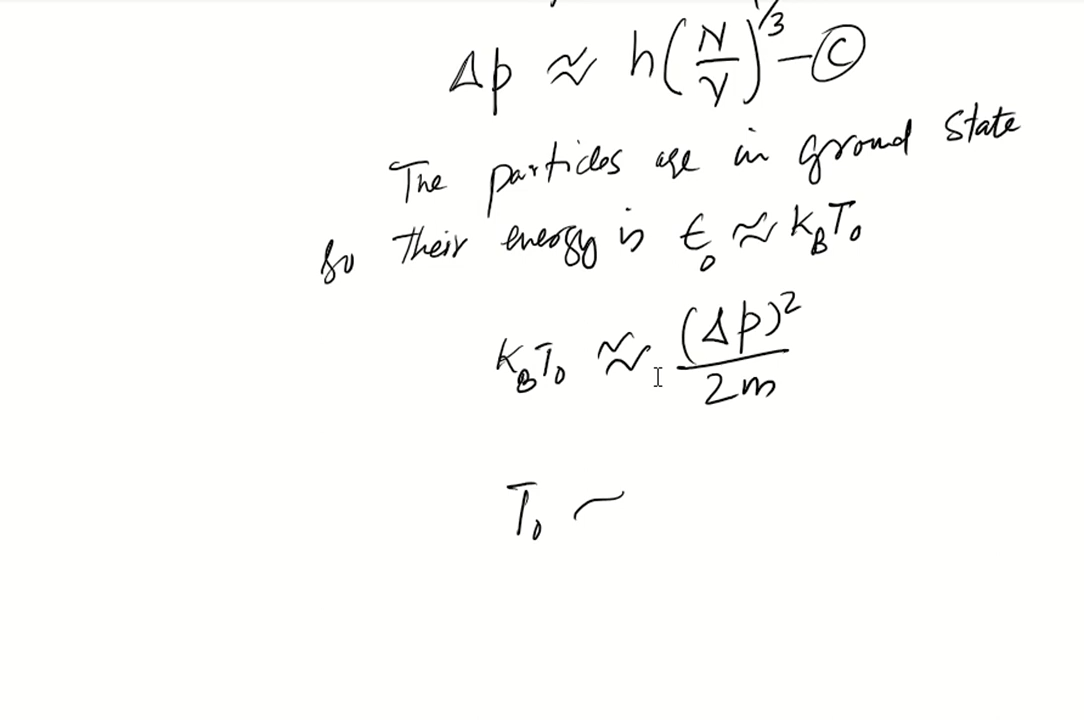 Δp ≈ h(N/V)^1/3 — ©
The particles are in ground state
so their energy is ϵ₀ ≈ K_B T₀
K_B T₀ ≈ (Δp)²/2m
T₀ ~